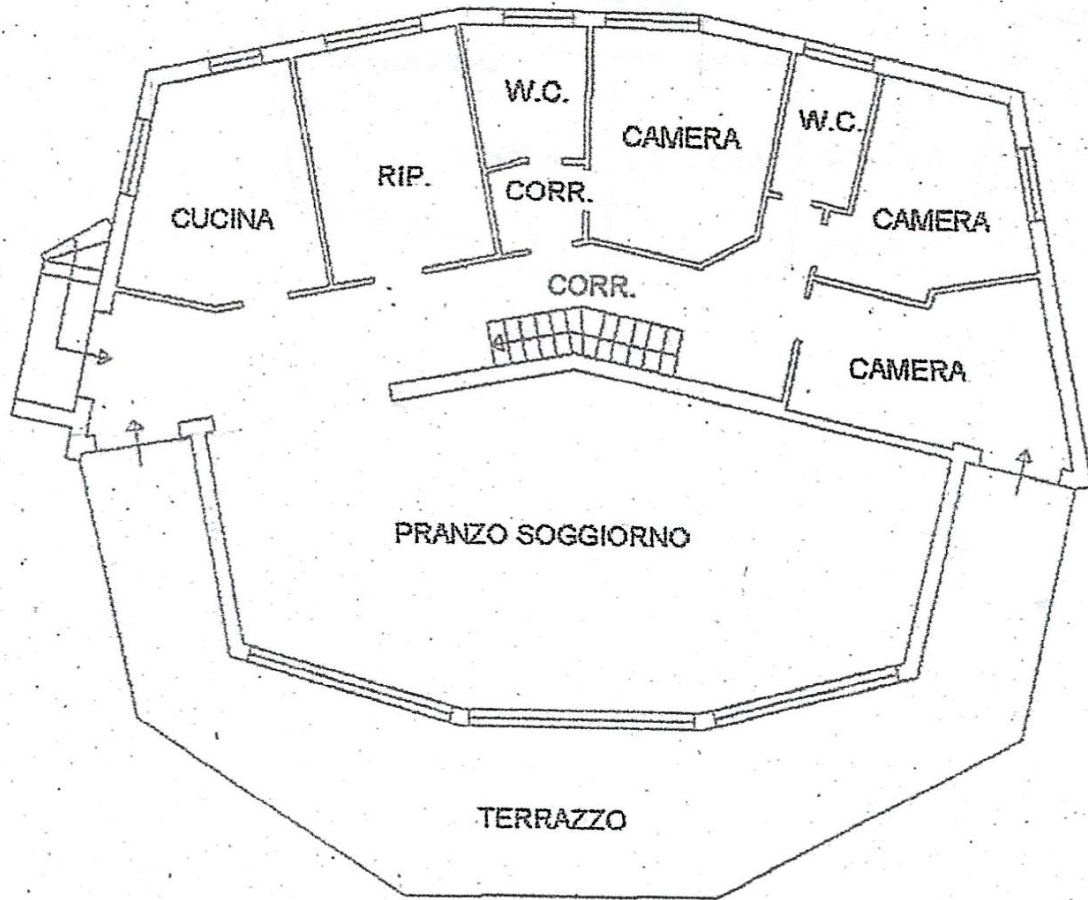 W.C.
W.C.
CAMERA
RIP.
CORR.
CUCINA
CAMERA
CORR.
CAMERA
PRANZO SOGGIORNO
TERRAZZO